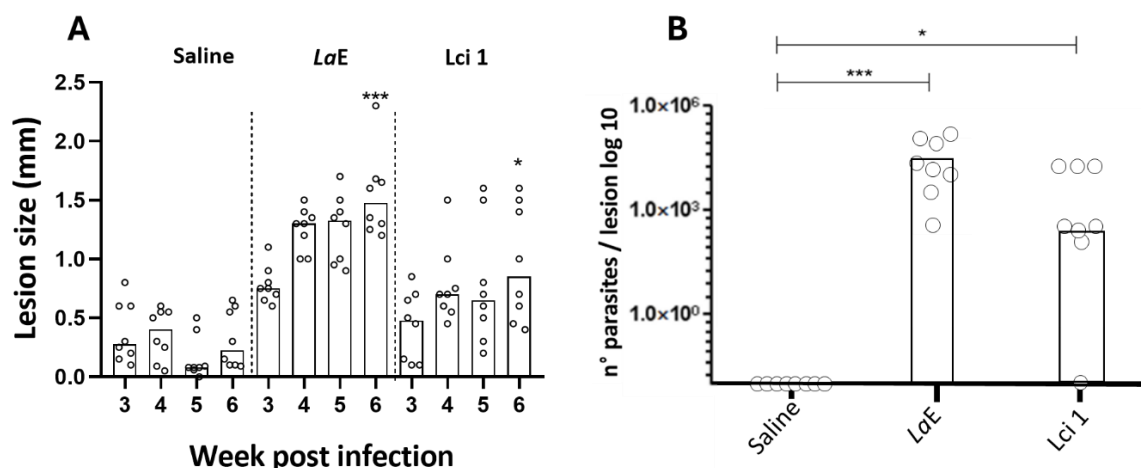 A
Saline LaE Lci 1
***
*
2.5
2.0
1.5
1.0
0.5
0.0
Lesion size (mm)
3 4 5 6 3 4 5 6 3 4 5 6
Week post infection
B
*
***
1.0×10⁶
1.0×10³
1.0×10⁰
n° parasites / lesion log 10
Saline LaE Lci 1